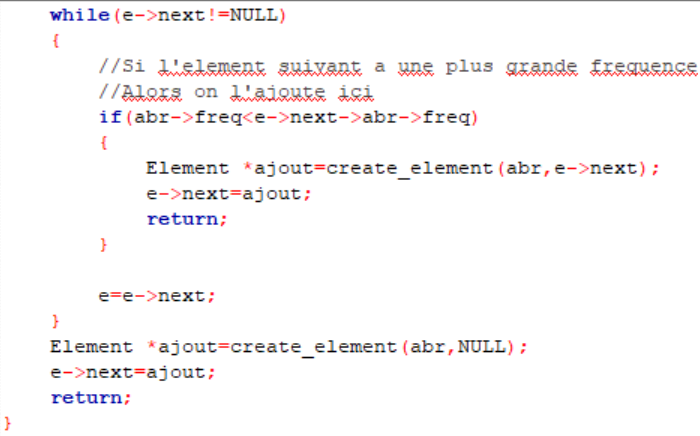 while(e->next!=NULL)
{
//Si l'element suivant a une plus grande frequence
//Alors on l'ajoute ici
if(abr->freq<e->next->abr->freq)
{
Element *ajout=create_element(abr,e->next);
e->next=ajout;
return;
}
e=e->next;
}
Element *ajout=create_element(abr,NULL);
e->next=ajout;
return;
}